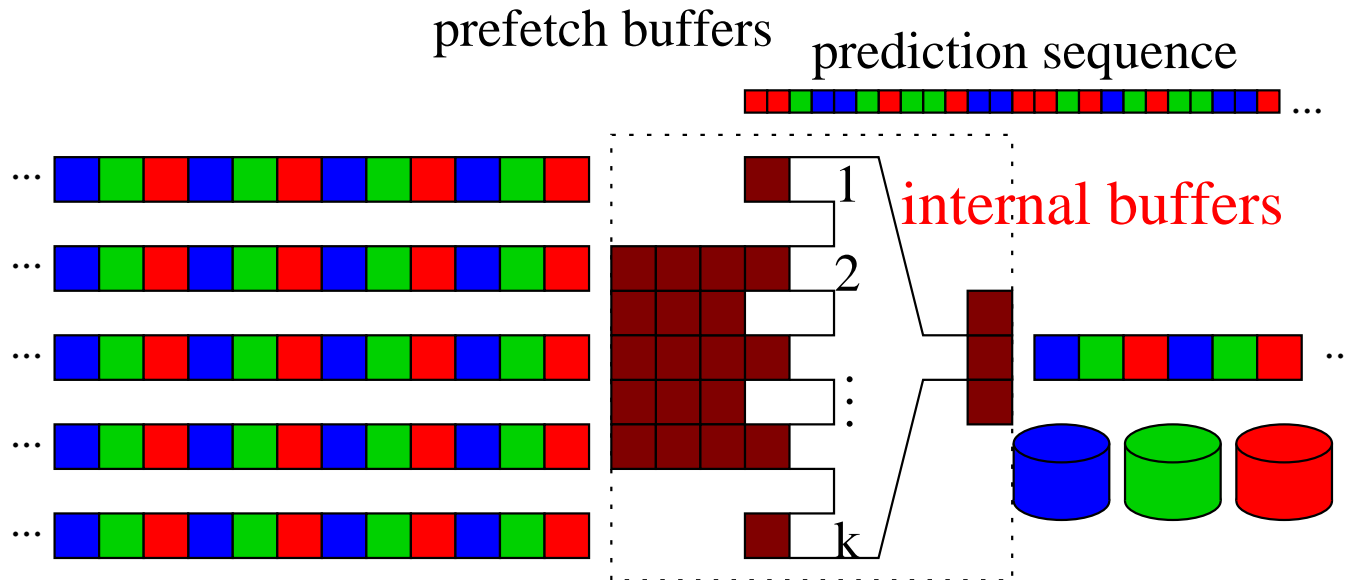 prefetch buffers
prediction sequence
...
... 1
internal buffers
... 2
... ⋮ ..
...
... k